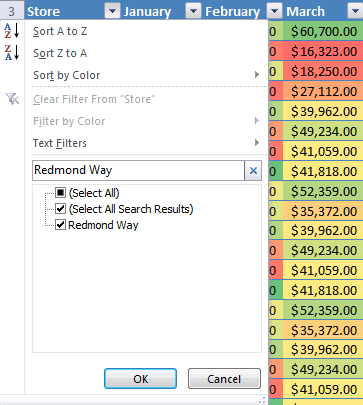 3 Store January February March
Sort A to Z 0 $60,700.00
Sort Z to A 0 $16,323.00
Sort by Color 0 $18,250.00
0 $27,112.00
Clear Filter From "Store" 0 $39,962.00
Filter by Color 0 $49,234.00
Text Filters 0 $41,059.00
Redmond Way 0 $41,818.00
(Select All) 0 $52,359.00
(Select All Search Results) 0 $35,372.00
Redmond Way 0 $39,962.00
0 $49,234.00
0 $41,059.00
0 $41,818.00
0 $52,359.00
0 $35,372.00
0 $39,962.00
OK Cancel 0 $49,234.00
0 $41,059.00